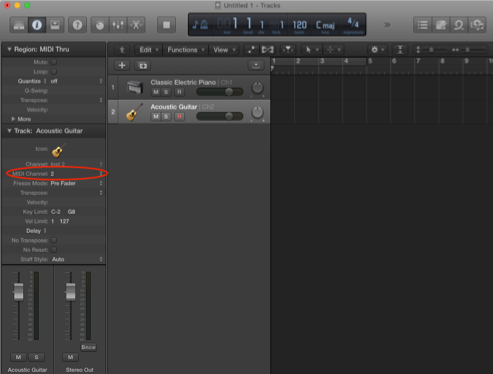 Untitled 1 - Tracks
1 1 1 1 120 C maj 4/4
Region: MIDI Thru
Edit Functions View
Mute:
Loop:
Quantize off
Q-Swing:
Transpose:
Velocity:
More
Track: Acoustic Guitar
Icon:
Channel: Inst 2
MIDI Channel: 2
Freeze Mode: Pre Fader
Transpose:
Velocity:
Key Limit: C-2 G8
Vel Limit: 1 127
Delay
No Transpose:
No Reset:
Staff Style: Auto
1 2 3 4 5 6 7 8 9 10
1 Classic Electric Piano Ch1
M S R
2 Acoustic Guitar Ch2
M S R
Bnce
M S M
Acoustic Guitar Stereo Out